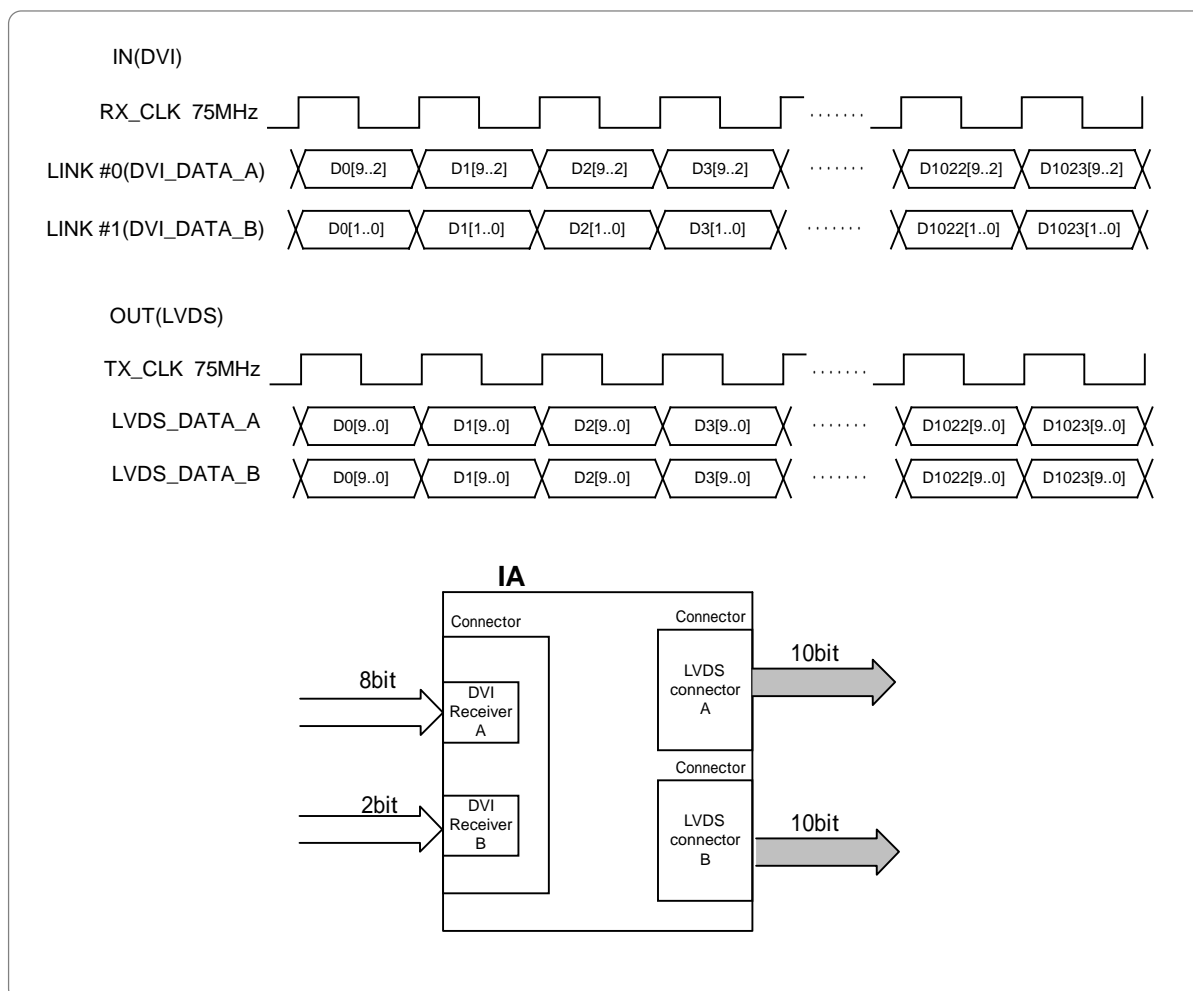 IN(DVI)
RX_CLK 75MHz
LINK #0(DVI_DATA_A) D0[9..2] D1[9..2] D2[9..2] D3[9..2] ....... D1022[9..2] D1023[9..2]
LINK #1(DVI_DATA_B) D0[1..0] D1[1..0] D2[1..0] D3[1..0] ....... D1022[1..0] D1023[1..0]
OUT(LVDS)
TX_CLK 75MHz
LVDS_DATA_A D0[9..0] D1[9..0] D2[9..0] D3[9..0] ....... D1022[9..0] D1023[9..0]
LVDS_DATA_B D0[9..0] D1[9..0] D2[9..0] D3[9..0] ....... D1022[9..0] D1023[9..0]
IA
Connector
8bit
DVI
Receiver
A
2bit
DVI
Receiver
B
Connector
LVDS
connector
A
10bit
Connector
LVDS
connector
B
10bit